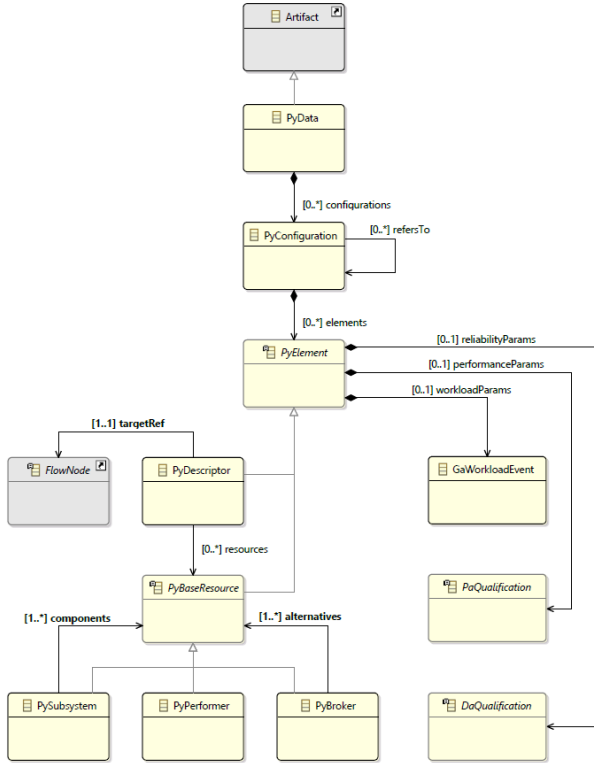 Artifact
PyData
[0..*] configurations
PyConfiguration
[0..*] refersTo
[0..*] elements
PyElement
[0..1] reliabilityParams
[0..1] performanceParams
[0..1] workloadParams
[1..1] targetRef
FlowNode
PyDescriptor
GaWorkloadEvent
[0..*] resources
PyBaseResource
PaQualification
[1..*] components
[1..*] alternatives
PySubsystem
PyPerformer
PyBroker
DaQualification